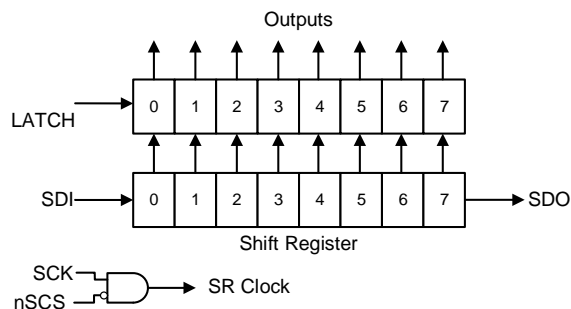 Outputs
LATCH
0 1 2 3 4 5 6 7
SDI
0 1 2 3 4 5 6 7
SDO
Shift Register
SCK
nSCS
SR Clock